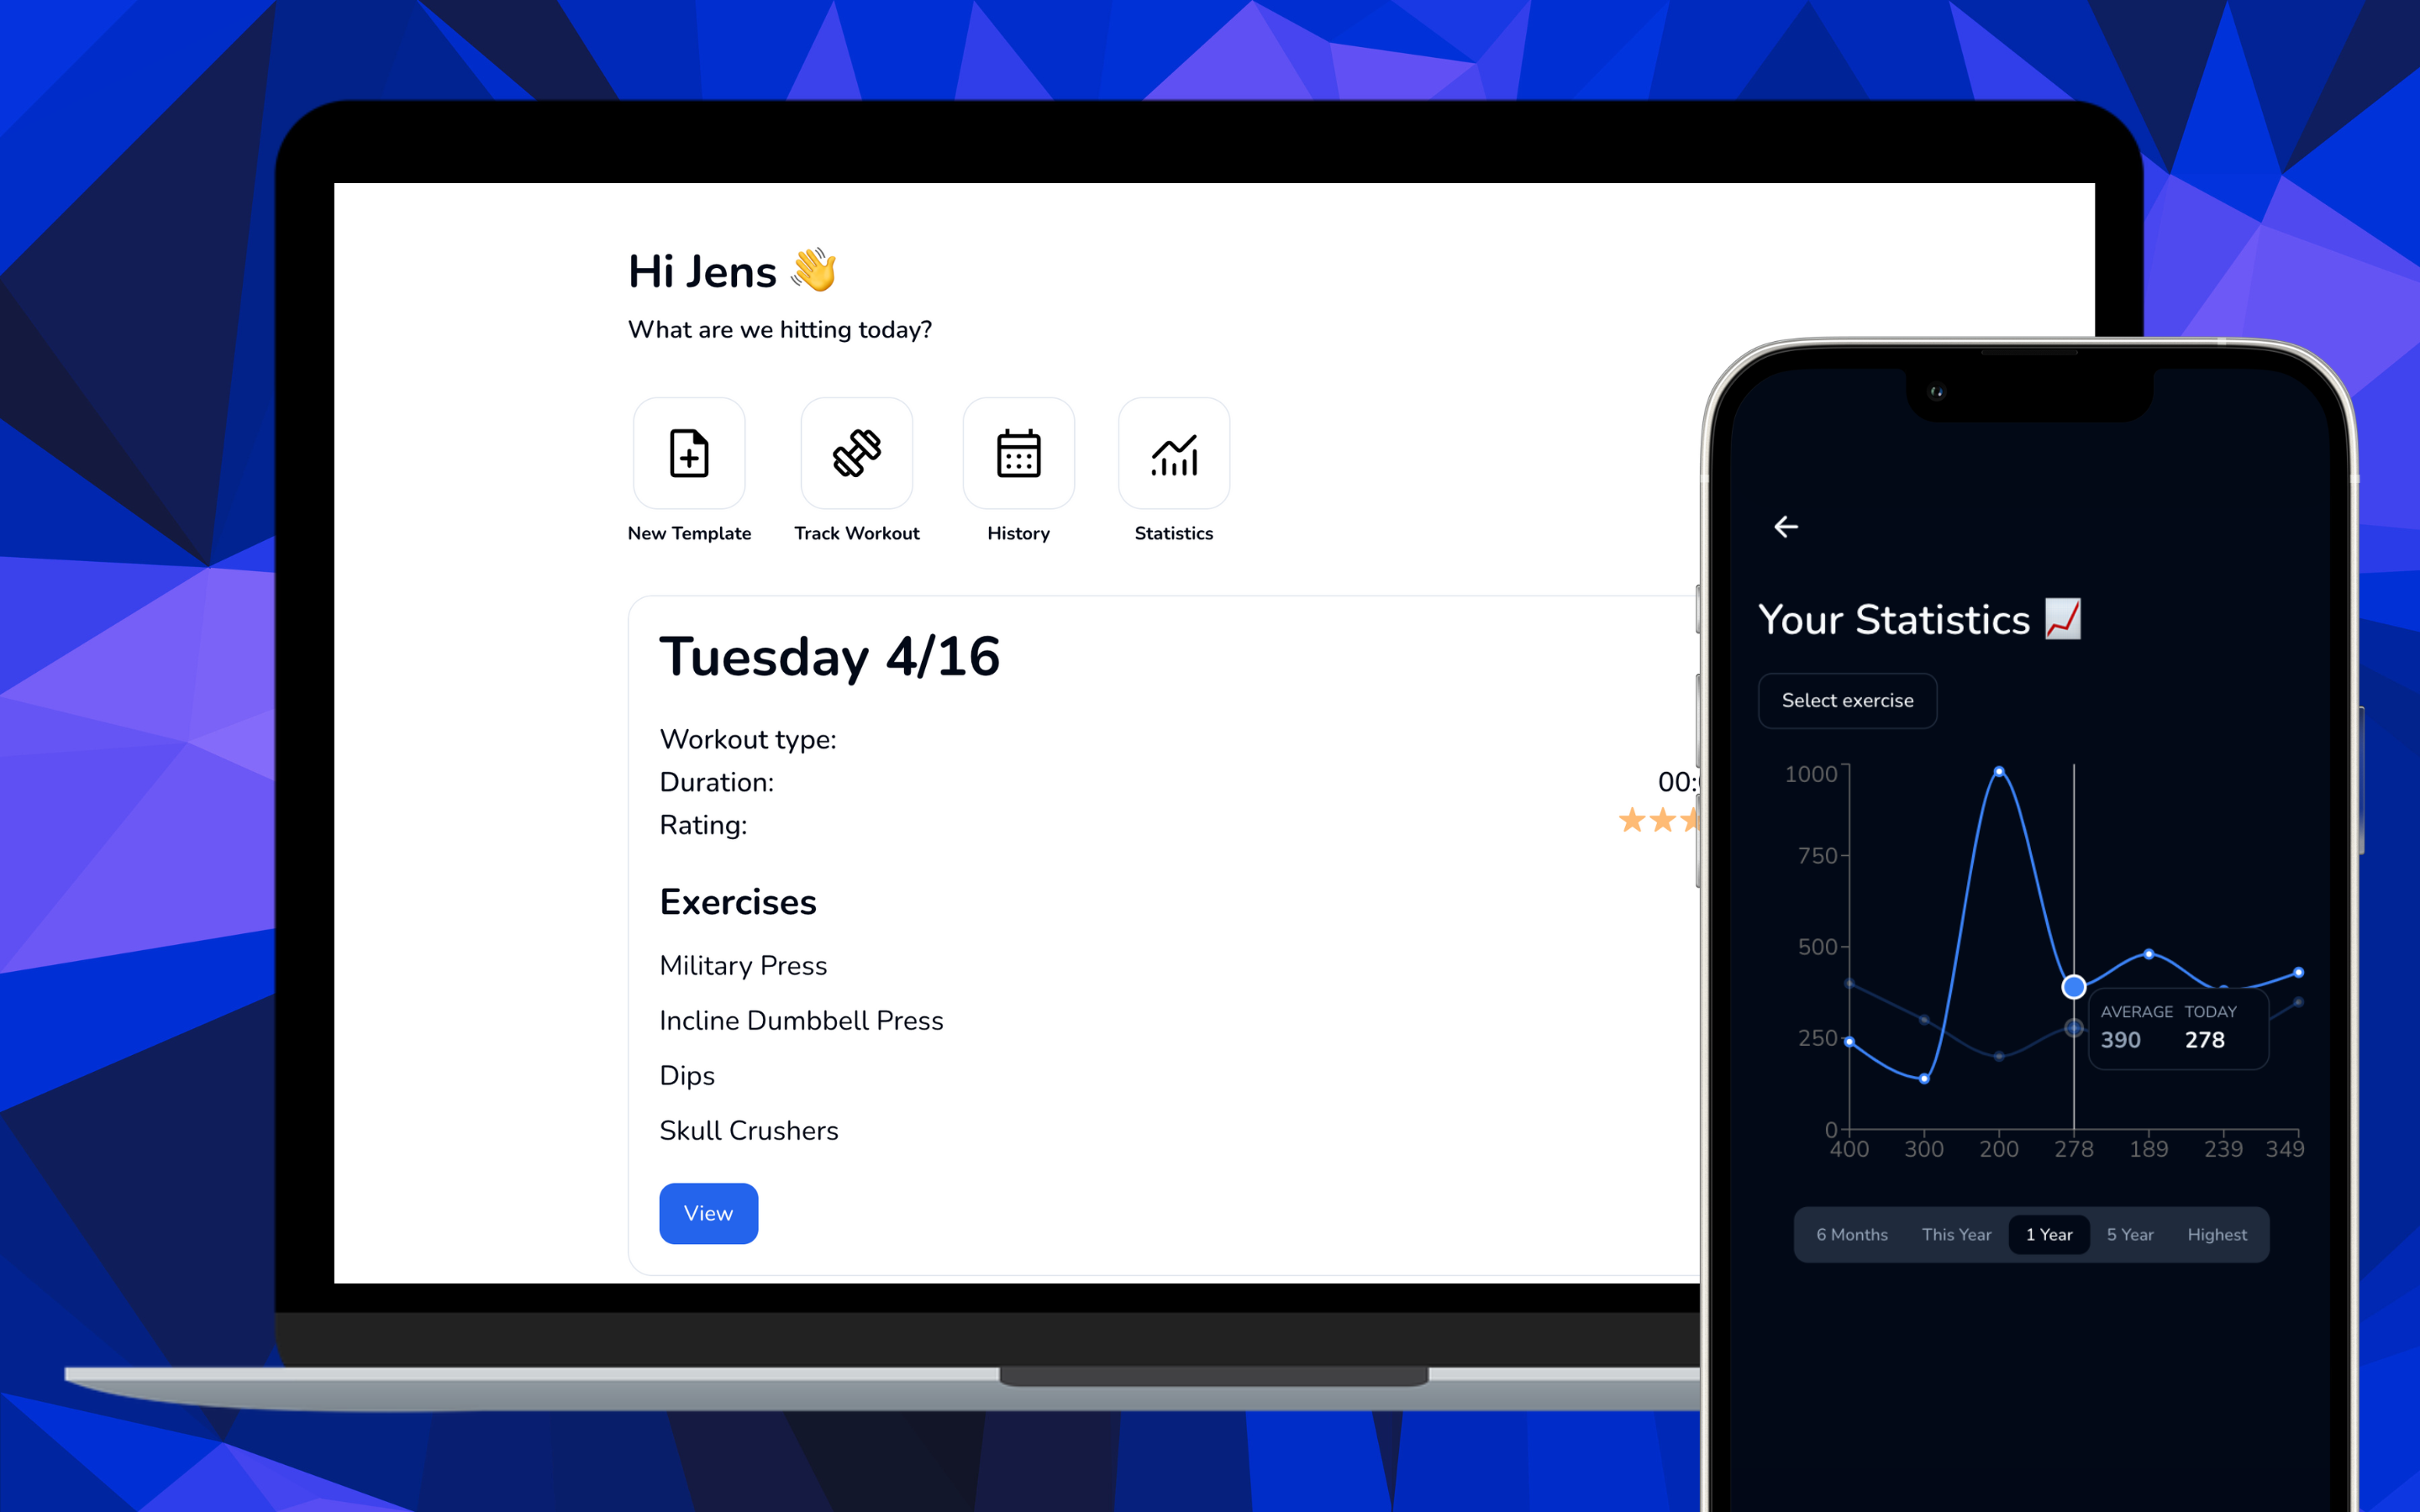 Hi Jens 👋
What are we hitting today?
New Template Track Workout History Statistics
Tuesday 4/16
Workout type:
Duration: 00:
Rating:
Exercises
Military Press
Incline Dumbbell Press
Dips
Skull Crushers
View
Your Statistics 📈
Select exercise
1000
750
500
250
0
AVERAGE TODAY
390 278
400 300 200 278 189 239 349
6 Months This Year 1 Year 5 Year Highest